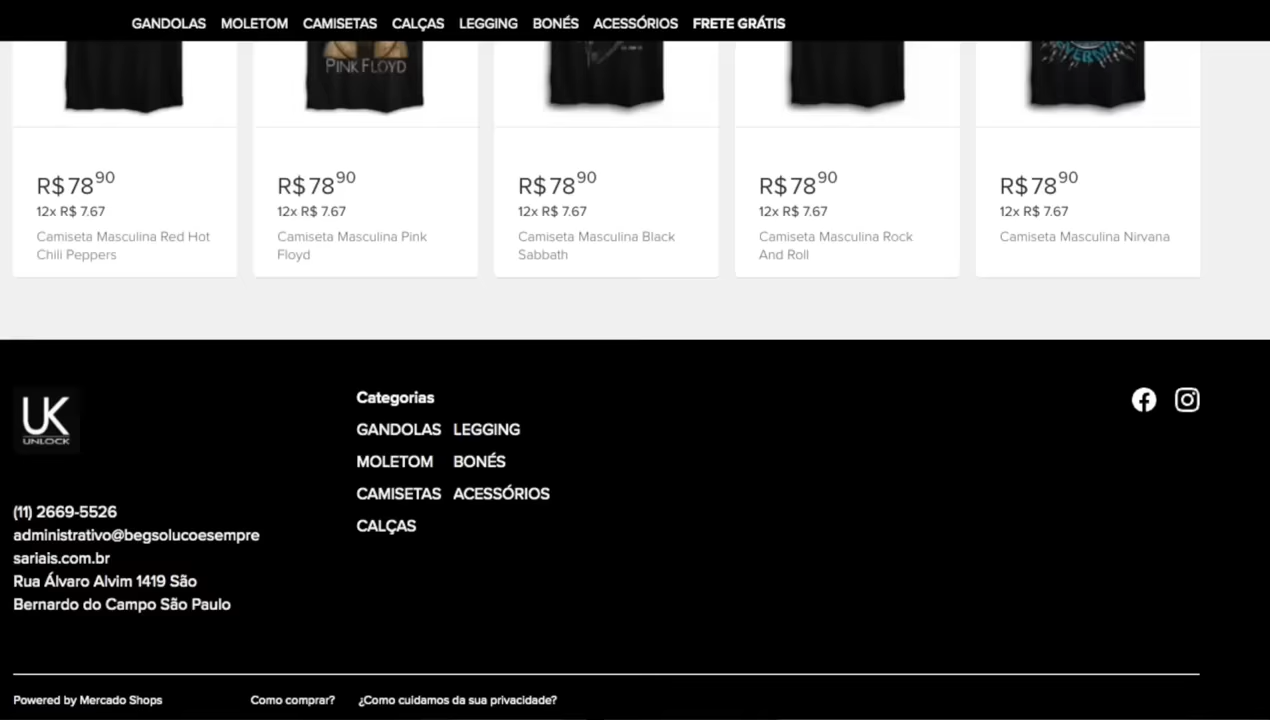 GANDOLAS MOLETOM CAMISETAS CALÇAS LEGGING BONÉS ACESSÓRIOS FRETE GRÁTIS
PINK FLOYD
R$78 90
12x R$ 7.67
Camiseta Masculina Red Hot
Chili Peppers
R$78 90
12x R$ 7.67
Camiseta Masculina Pink
Floyd
R$78 90
12x R$ 7.67
Camiseta Masculina Black
Sabbath
R$78 90
12x R$ 7.67
Camiseta Masculina Rock
And Roll
R$78 90
12x R$ 7.67
Camiseta Masculina Nirvana
UK
UNLOCK
(11) 2669-5526
administrativo@begsolucoesempre
sariais.com.br
Rua Álvaro Alvim 1419 São
Bernardo do Campo São Paulo
Categorias
GANDOLAS LEGGING
MOLETOM BONÉS
CAMISETAS ACESSÓRIOS
CALÇAS
Powered by Mercado Shops Como comprar? ¿Como cuidamos da sua privacidade?